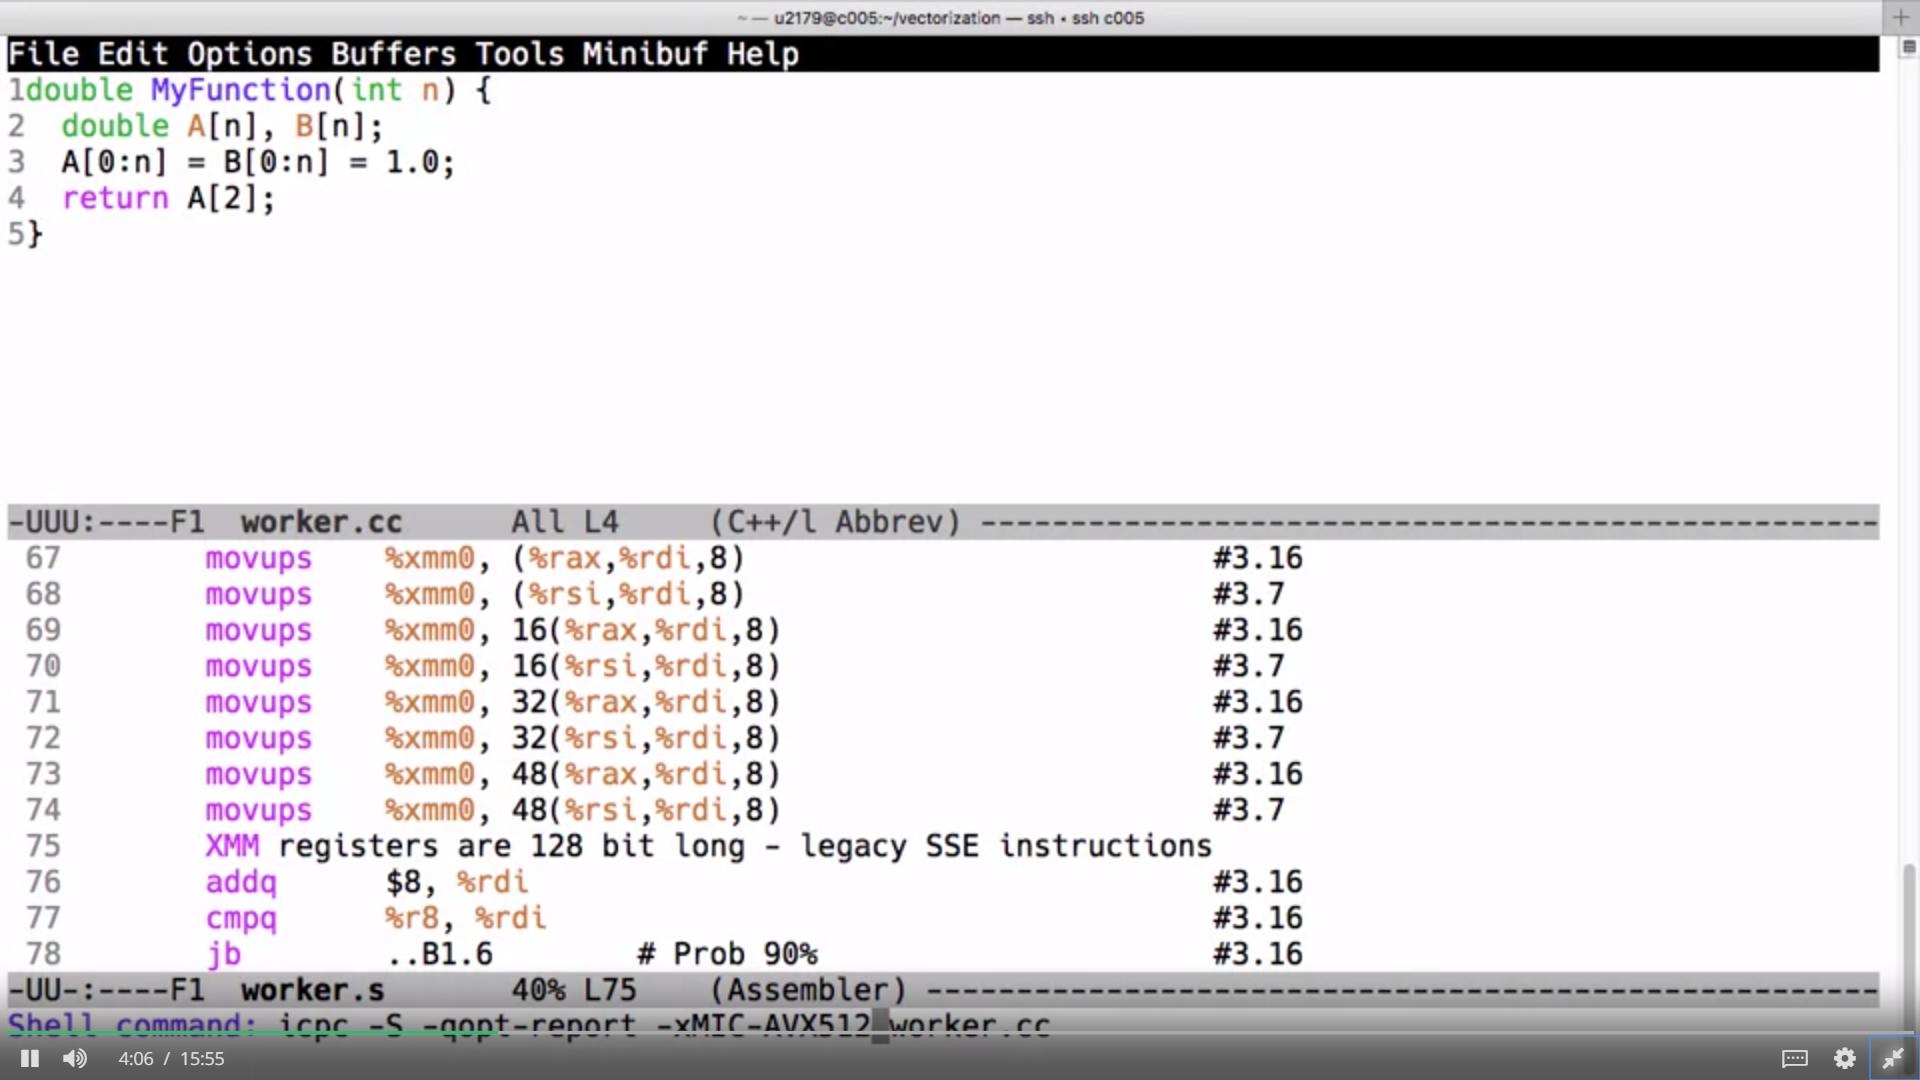 ~ — u2179@c005:~/vectorization — ssh • ssh c005
File Edit Options Buffers Tools Minibuf Help
1double MyFunction(int n) {
2  double A[n], B[n];
3  A[0:n] = B[0:n] = 1.0;
4  return A[2];
5}
-UUU:----F1  worker.cc      All L4     (C++/l Abbrev) --------------------------------------------------
67        movups    %xmm0, (%rax,%rdi,8)                          #3.16
68        movups    %xmm0, (%rsi,%rdi,8)                          #3.7
69        movups    %xmm0, 16(%rax,%rdi,8)                        #3.16
70        movups    %xmm0, 16(%rsi,%rdi,8)                        #3.7
71        movups    %xmm0, 32(%rax,%rdi,8)                        #3.16
72        movups    %xmm0, 32(%rsi,%rdi,8)                        #3.7
73        movups    %xmm0, 48(%rax,%rdi,8)                        #3.16
74        movups    %xmm0, 48(%rsi,%rdi,8)                        #3.7
75        XMM registers are 128 bit long – legacy SSE instructions
76        addq      $8, %rdi                                      #3.16
77        cmpq      %r8, %rdi                                     #3.16
78        jb        ..B1.6        # Prob 90%                      #3.16
-UU-:----F1  worker.s       40% L75    (Assembler) -----------------------------------------------------
Shell command: icpc -S -qopt-report -xMIC-AVX512 worker.cc
4:06 / 15:55